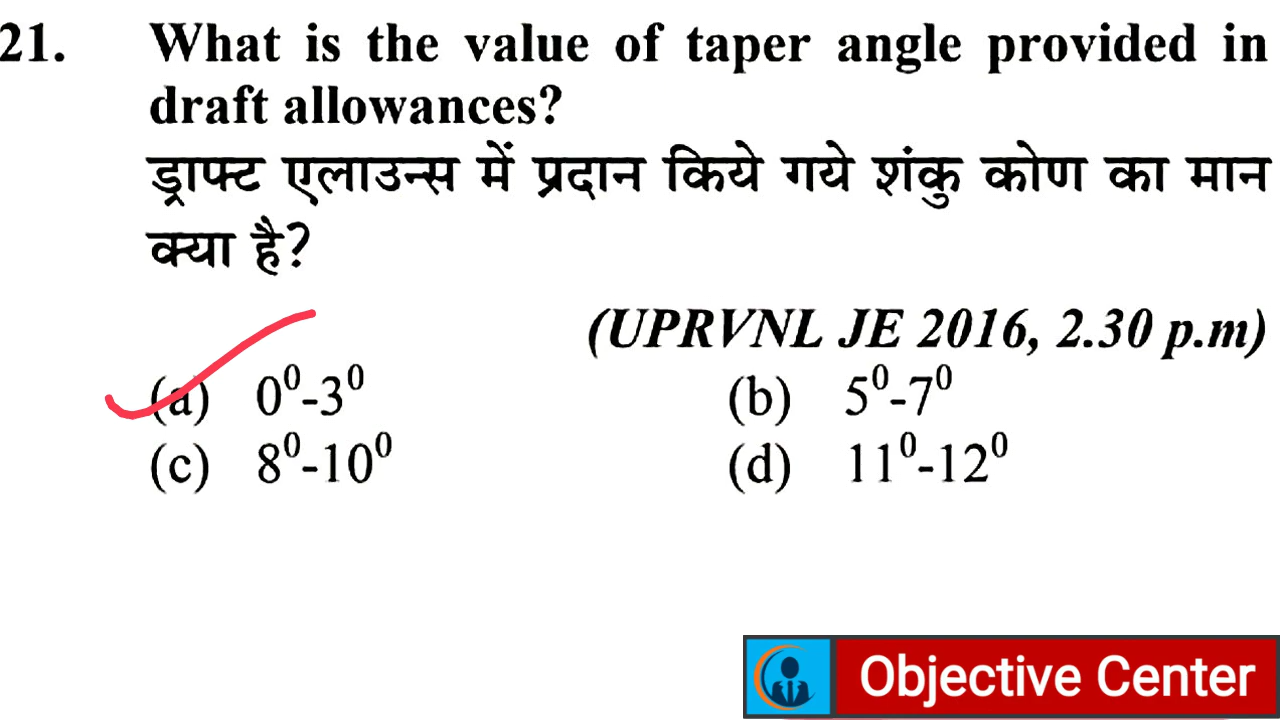 21. What is the value of taper angle provided in
draft allowances?
ड्राफ्ट एलाउन्स में प्रदान किये गये शंकु कोण का मान
क्या है?
(UPRVNL JE 2016, 2.30 p.m)
(a) 0⁰-3⁰ (b) 5⁰-7⁰
(c) 8⁰-10⁰ (d) 11⁰-12⁰
Objective Center